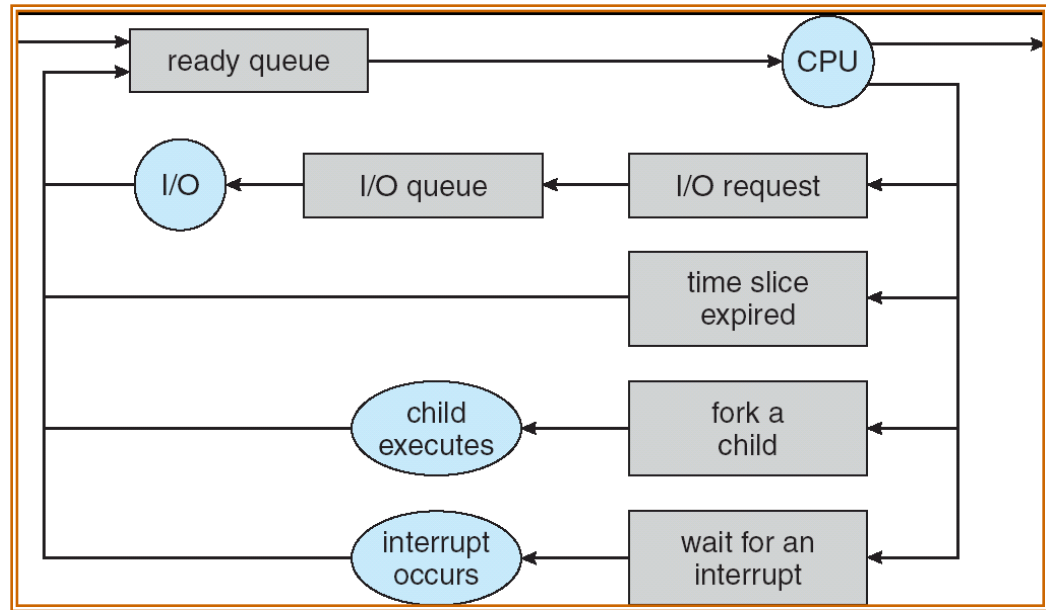 ready queue
CPU
I/O
I/O queue
I/O request
time slice
expired
child
executes
fork a
child
interrupt
occurs
wait for an
interrupt